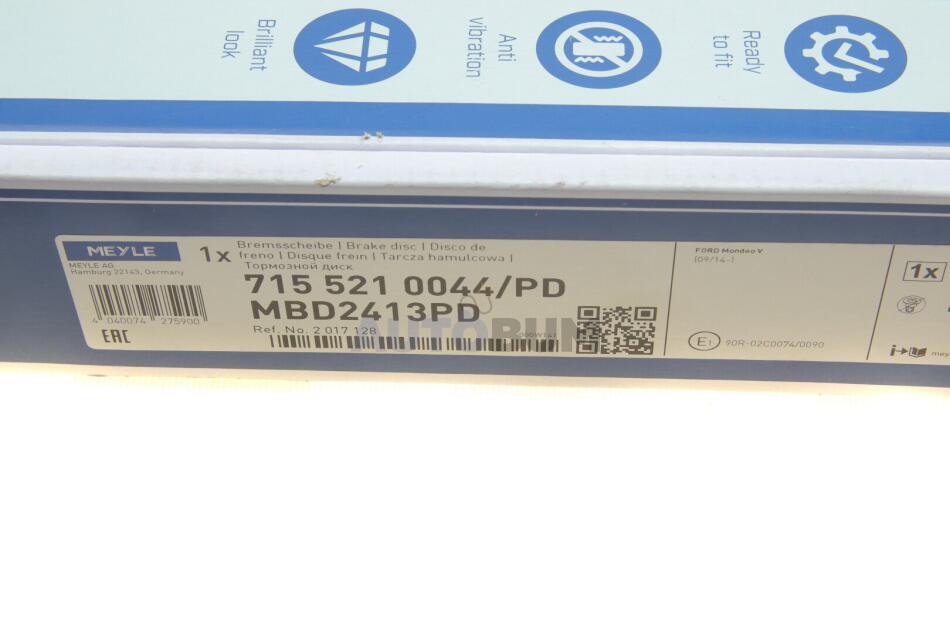 Brilliant
look
Anti
vibration
Ready
to fit
MEYLE
MEYLE AG
Hamburg 22143, Germany
4 040074 275900
EAC
1x
Bremsscheibe | Brake disc | Disco de
freno | Disque frein | Tarcza hamulcowa |
Тормозной диск
715 521 0044/PD
MBD2413PD
Ref. No. 2 017 128
AUTO
FORD Mondeo V
(09/14-)
E1 90R-02C0074/0090
1x
i